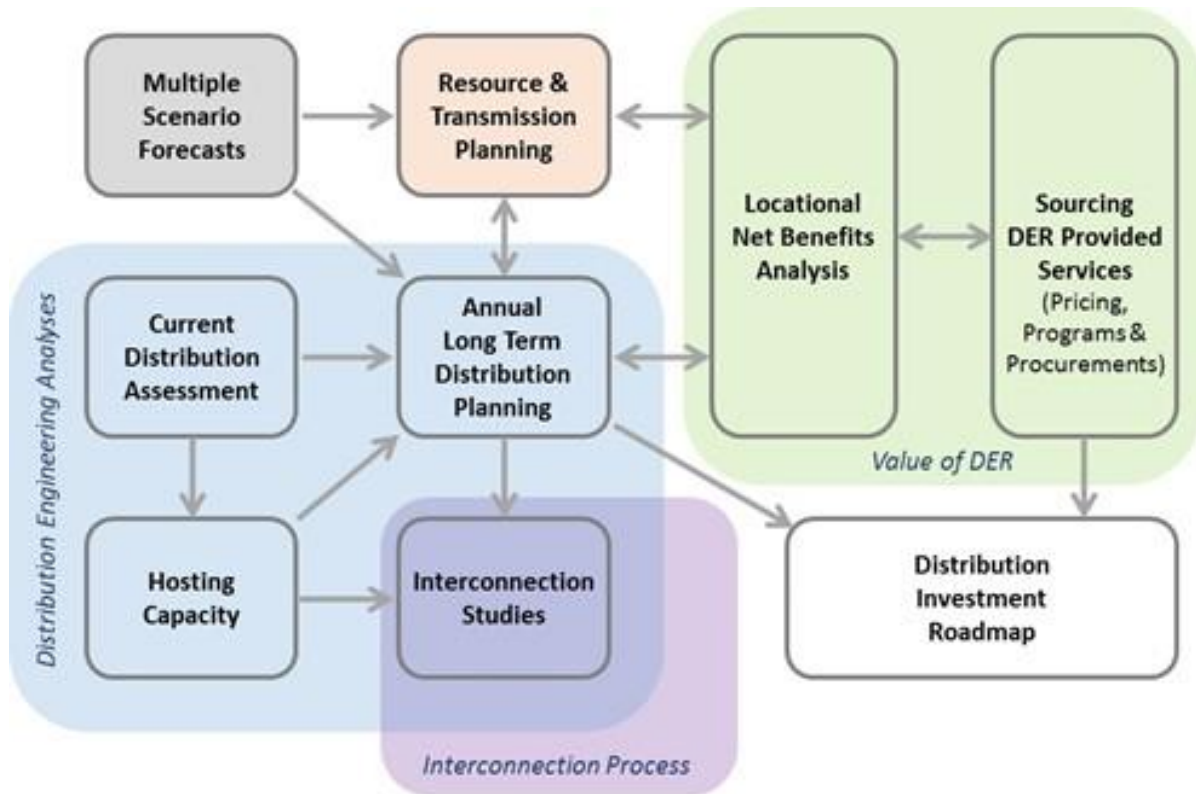 Multiple
Scenario
Forecasts
Resource &
Transmission
Planning
Locational
Net Benefits
Analysis
Sourcing
DER Provided
Services
(Pricing,
Programs &
Procurements)
Value of DER
Distribution Engineering Analyses
Current
Distribution
Assessment
Annual
Long Term
Distribution
Planning
Hosting
Capacity
Interconnection
Studies
Distribution
Investment
Roadmap
Interconnection Process